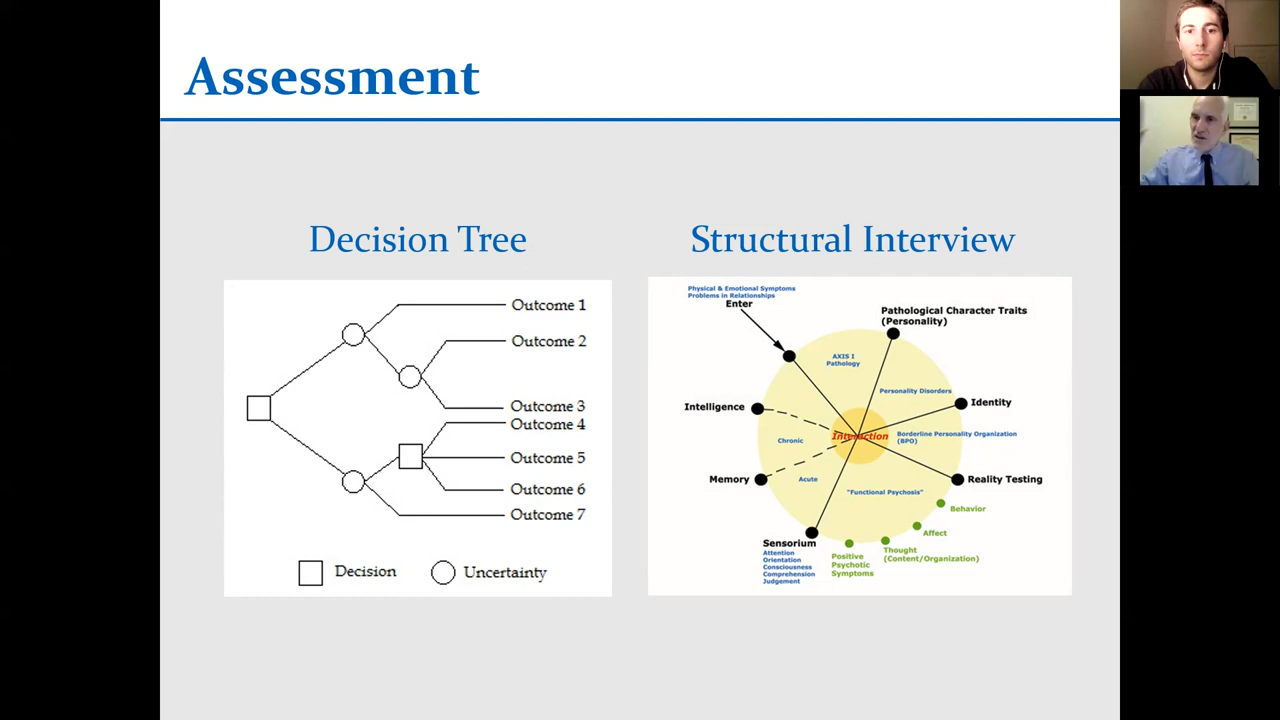 Assessment
Decision Tree
Outcome 1
Outcome 2
Outcome 3
Outcome 4
Outcome 5
Outcome 6
Outcome 7
Decision
Uncertainty
Structural Interview
Physical & Emotional Symptoms
Problems in Relationships
Enter
Pathological Character Traits
(Personality)
AXIS I
Pathology
Personality Disorders
Intelligence
Identity
Interaction
Borderline Personality Organization
(BPO)
Chronic
Memory
Acute
Reality Testing
"Functional Psychosis"
Behavior
Affect
Sensorium
Attention
Orientation
Consciousness
Comprehension
Judgement
Positive
Psychotic
Symptoms
Thought
(Content/Organization)